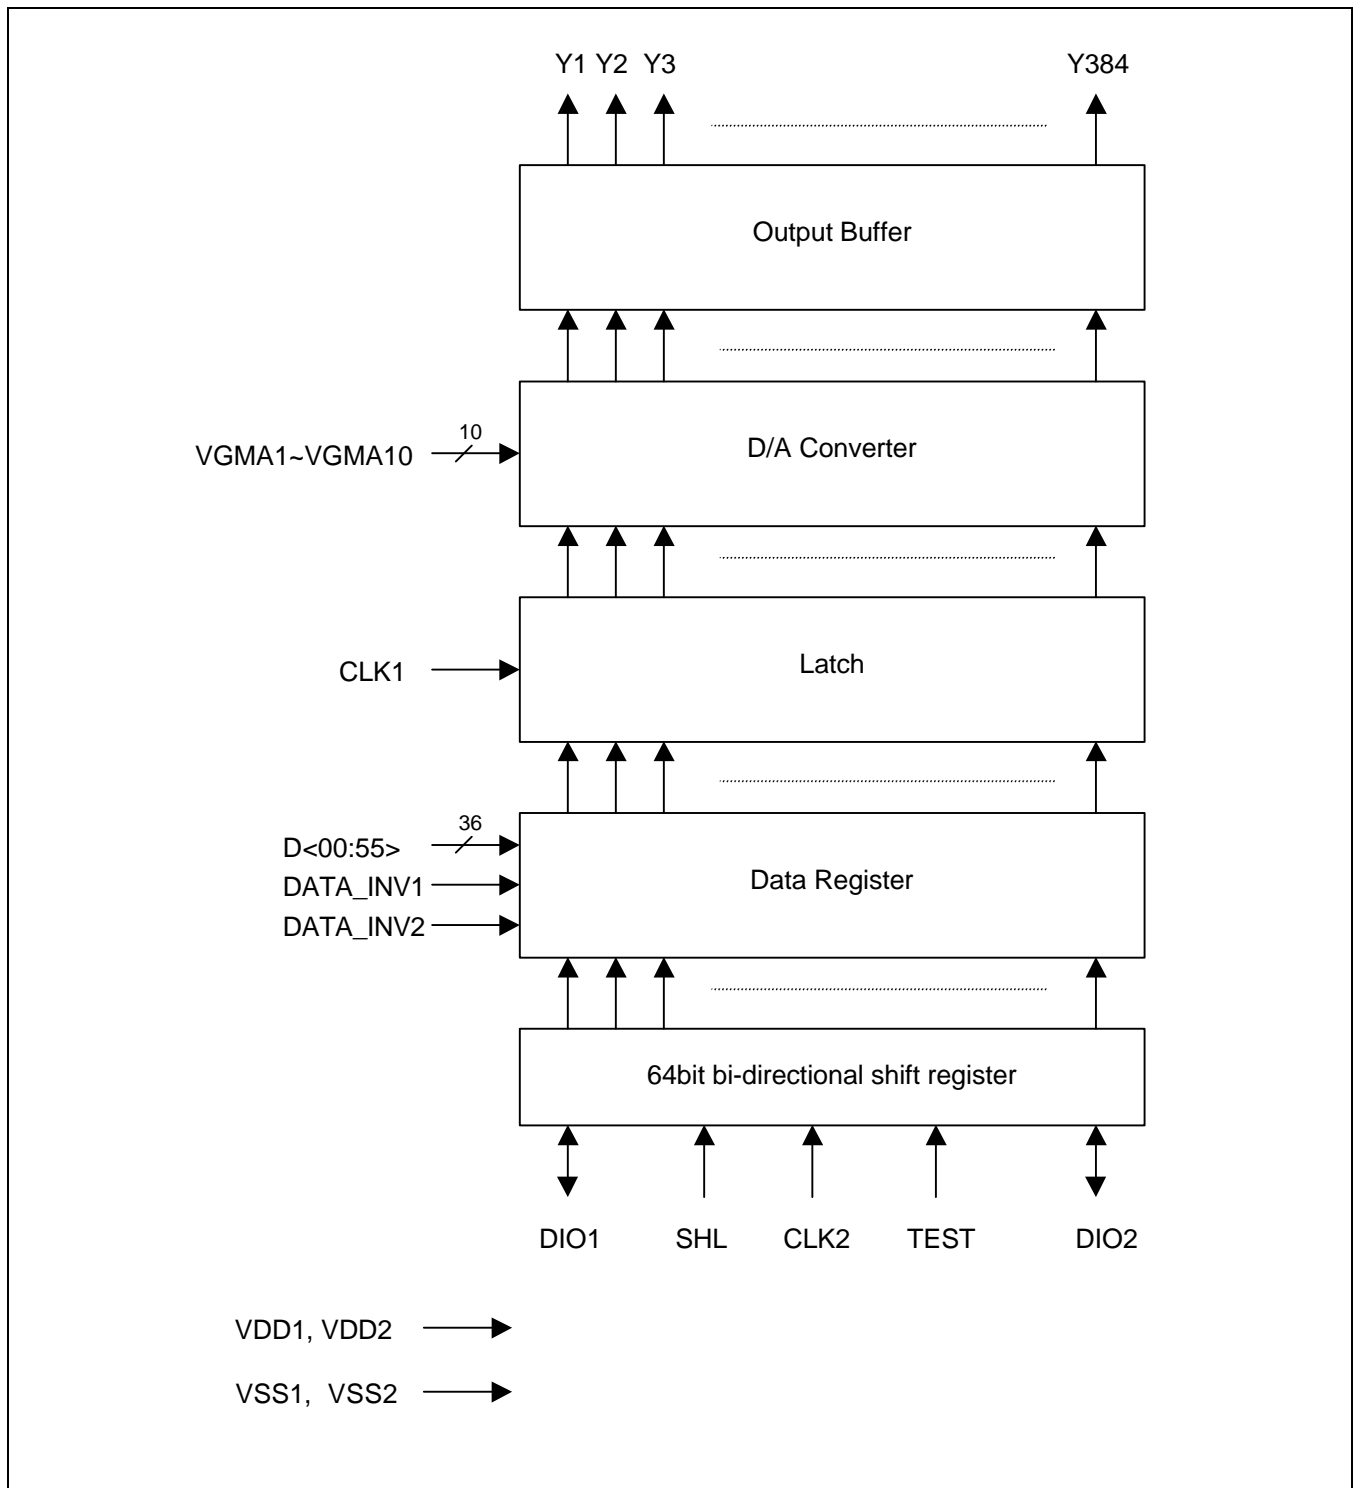 Y1 Y2 Y3 Y384
Output Buffer
10
VGMA1~VGMA10
D/A Converter
CLK1
Latch
36
D<00:55>
DATA_INV1
DATA_INV2
Data Register
64bit bi-directional shift register
DIO1 SHL CLK2 TEST DIO2
VDD1, VDD2
VSS1, VSS2